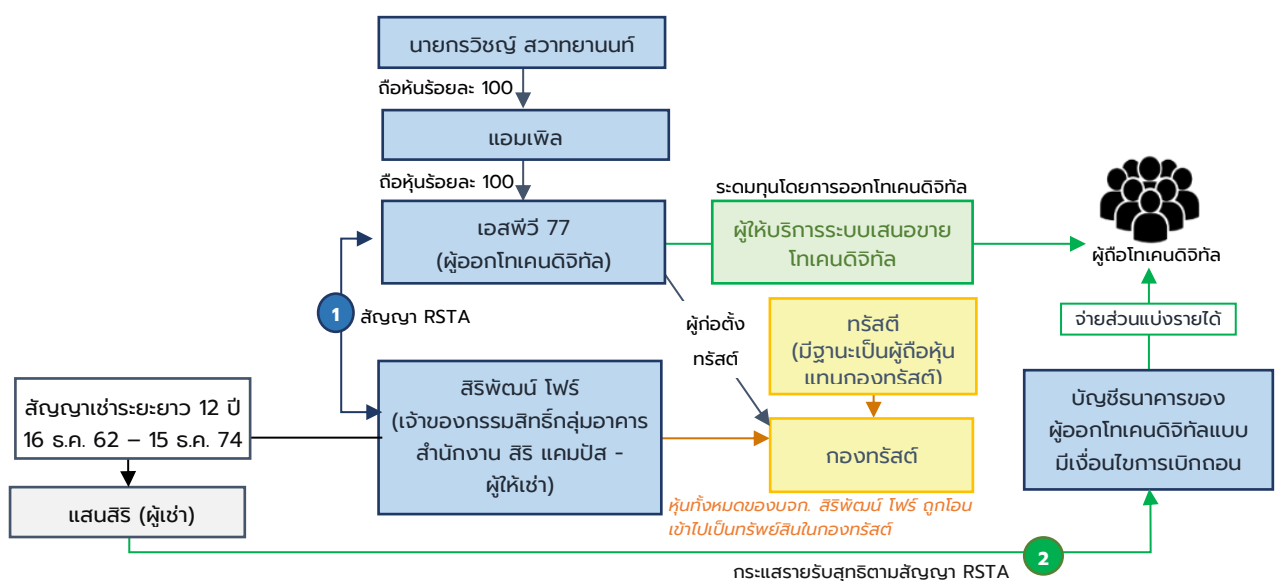 นายกรวิชญ์ สวาทยานนท์
ถือหุ้นร้อยละ 100
แอมเพิล
ถือหุ้นร้อยละ 100
เอสพีวี 77
(ผู้ออกโทเคนดิจิทัล)
ระดมทุนโดยการออกโทเคนดิจิทัล
ผู้ให้บริการระบบเสนอขาย
โทเคนดิจิทัล
ผู้ถือโทเคนดิจิทัล
1 สัญญา RSTA
ผู้ก่อตั้ง
ทรัสต์
ทรัสตี
(มีฐานะเป็นผู้ถือหุ้น
แทนกองทรัสต์)
จ่ายส่วนแบ่งรายได้
สัญญาเช่าระยะยาว 12 ปี
16 ธ.ค. 62 – 15 ธ.ค. 74
สิริพัฒน์ โฟร์
(เจ้าของกรรมสิทธิ์กลุ่มอาคาร
สำนักงาน สิริ แคมปัส -
ผู้ให้เช่า)
กองทรัสต์
บัญชีธนาคารของ
ผู้ออกโทเคนดิจิทัลแบบ
มีเงื่อนไขการเบิกถอน
แสนสิริ (ผู้เช่า)
หุ้นทั้งหมดของบจก. สิริพัฒน์ โฟร์ ถูกโอน
เข้าไปเป็นทรัพย์สินในกองทรัสต์
2
กระแสรายรับสุทธิตามสัญญา RSTA